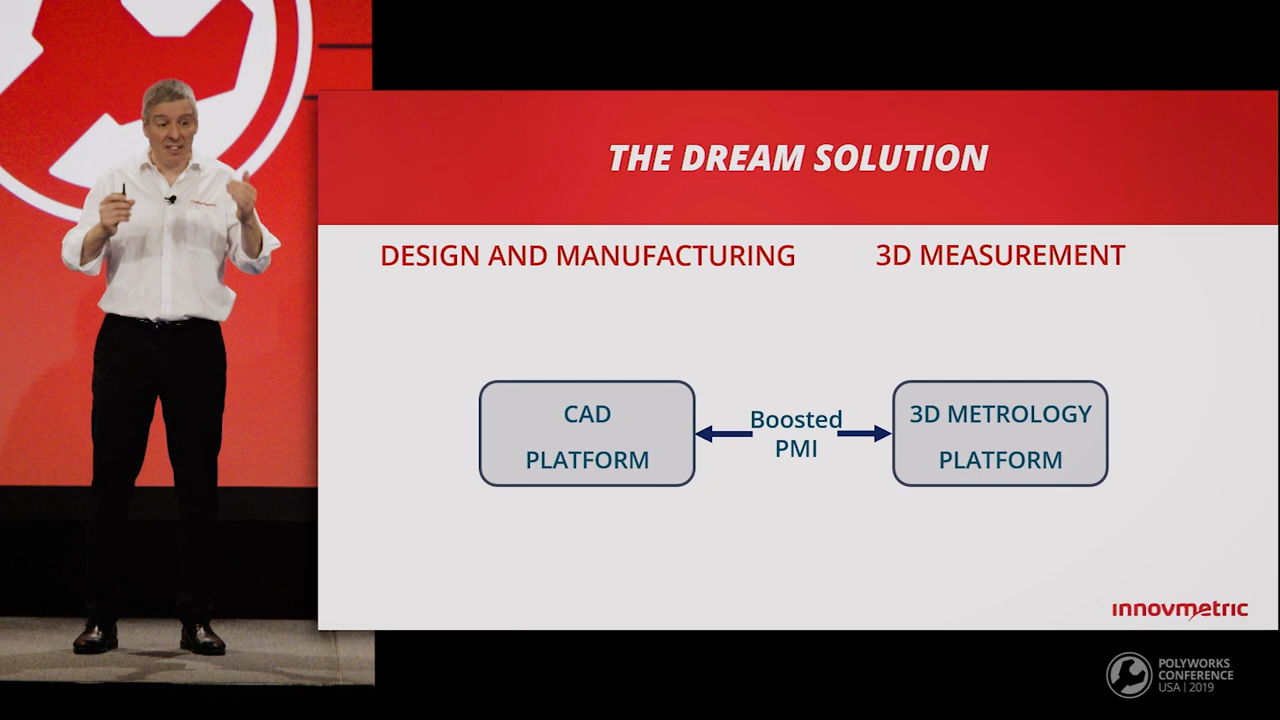 THE DREAM SOLUTION
DESIGN AND MANUFACTURING
3D MEASUREMENT
CAD
PLATFORM
Boosted
PMI
3D METROLOGY
PLATFORM
innovmetric
POLYWORKS
CONFERENCE
USA | 2019